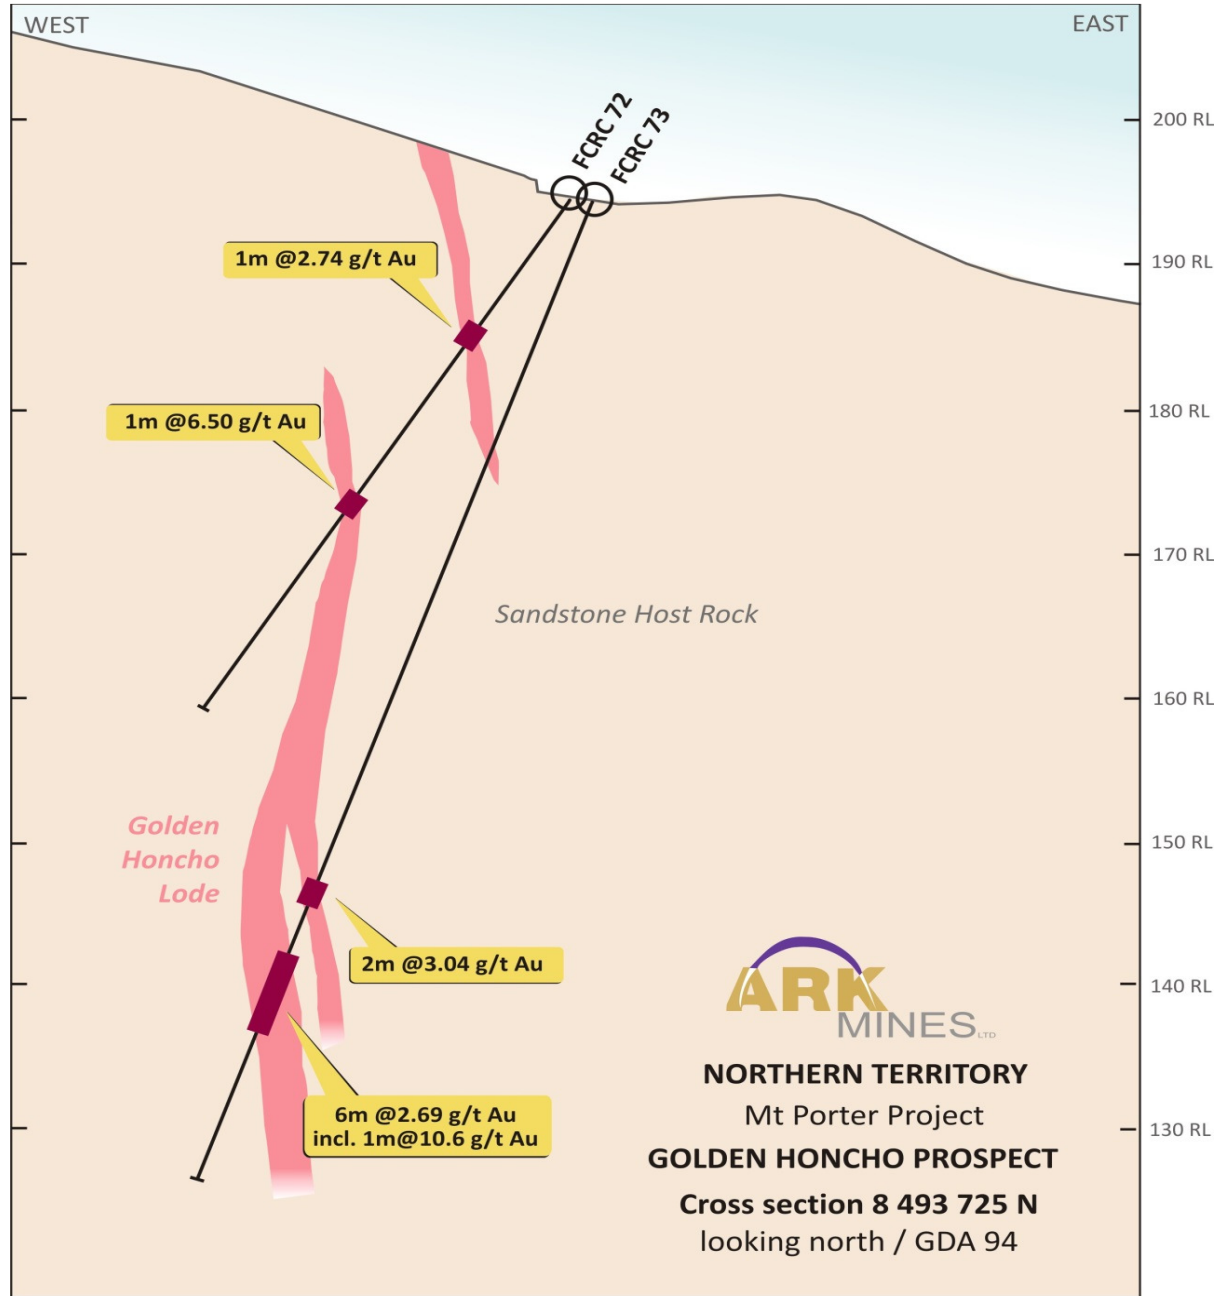 WEST
EAST
FCRC 72
FCRC 73
200 RL
1m @2.74 g/t Au
190 RL
1m @6.50 g/t Au
180 RL
170 RL
Sandstone Host Rock
160 RL
Golden
Honcho
Lode
150 RL
2m @3.04 g/t Au
140 RL
ARK
MINES LTD
6m @2.69 g/t Au
incl. 1m@10.6 g/t Au
130 RL
NORTHERN TERRITORY
Mt Porter Project
GOLDEN HONCHO PROSPECT
Cross section 8 493 725 N
looking north / GDA 94